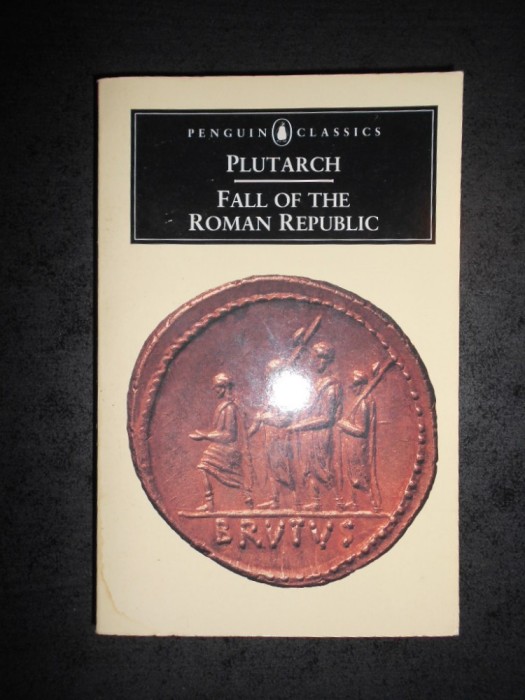 PENGUIN CLASSICS
PLUTARCH
FALL OF THE
ROMAN REPUBLIC
BRVTVS